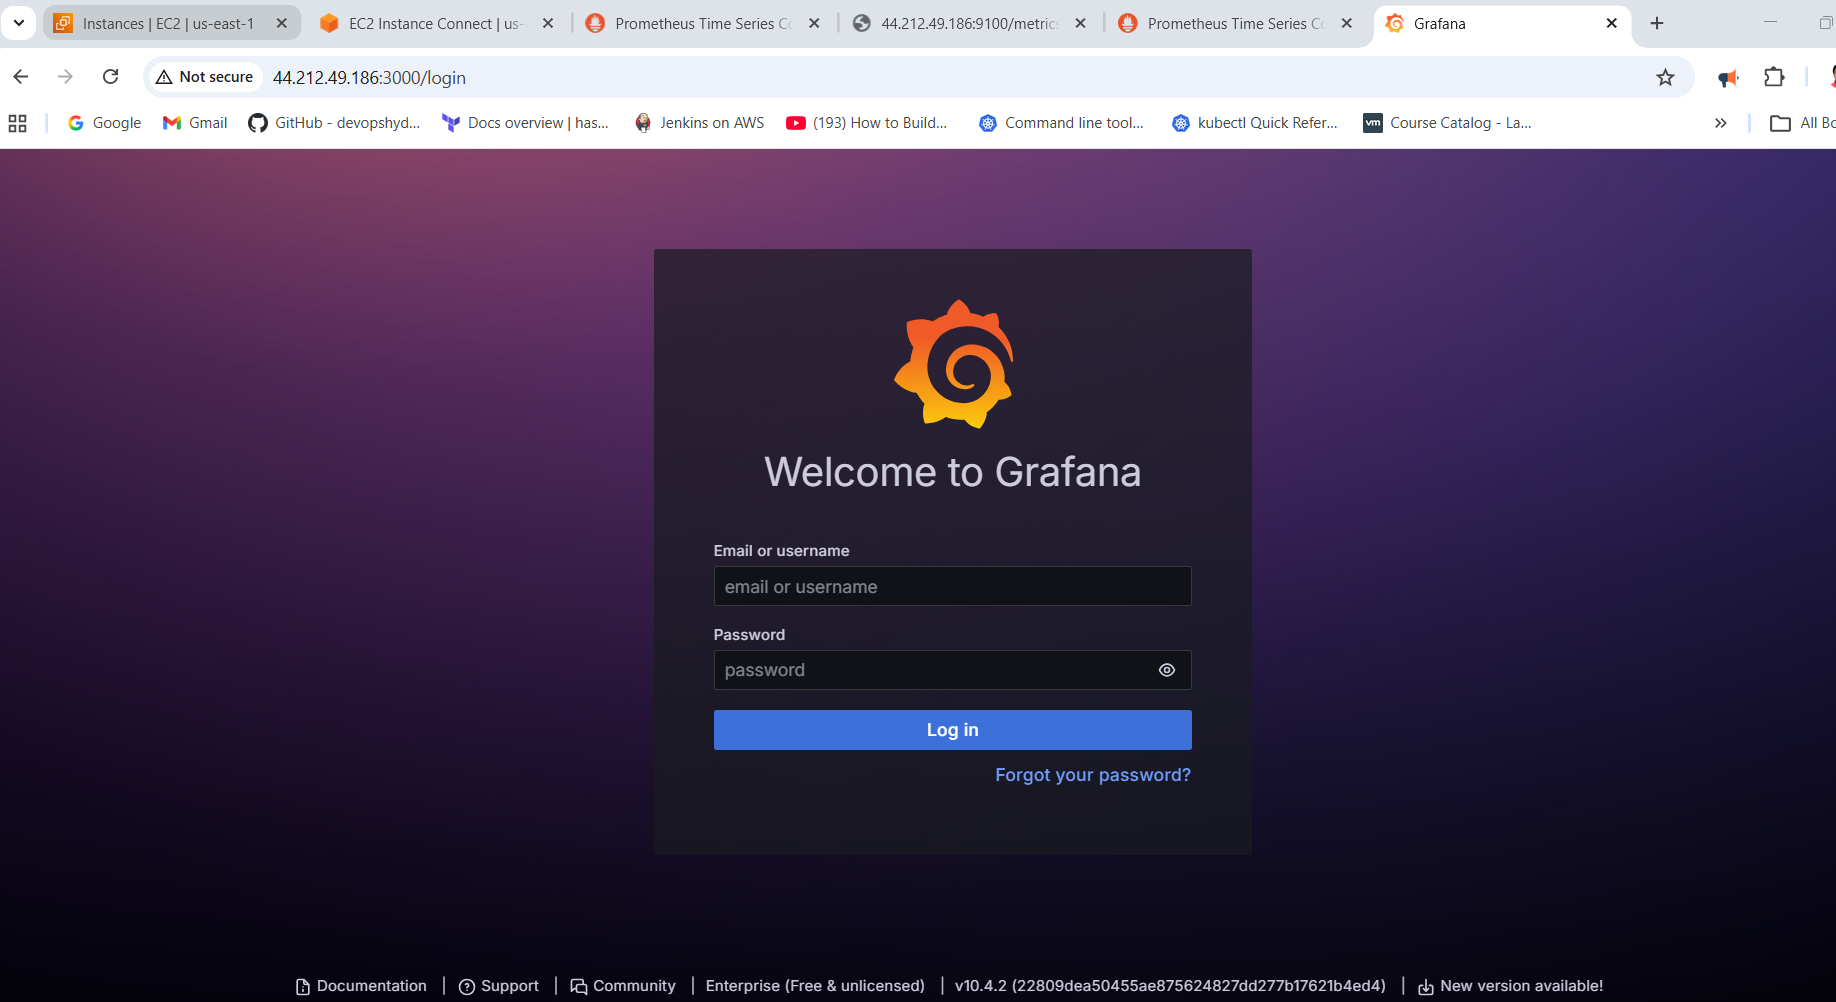 Instances | EC2 | us-east-1
EC2 Instance Connect | us-
Prometheus Time Series Co
44.212.49.186:9100/metrics
Prometheus Time Series Co
Grafana
Not secure
44.212.49.186:3000/login
Google
Gmail
GitHub - devopshyd...
Docs overview | has...
Jenkins on AWS
(193) How to Build...
Command line tool...
kubectl Quick Refer...
vm
Course Catalog - La...
All Bo
Welcome to Grafana
Email or username
email or username
Password
password
Log in
Forgot your password?
Documentation | Support | Community | Enterprise (Free & unlicensed) | v10.4.2 (22809dea50455ae875624827dd277b17621b4ed4) | New version available!